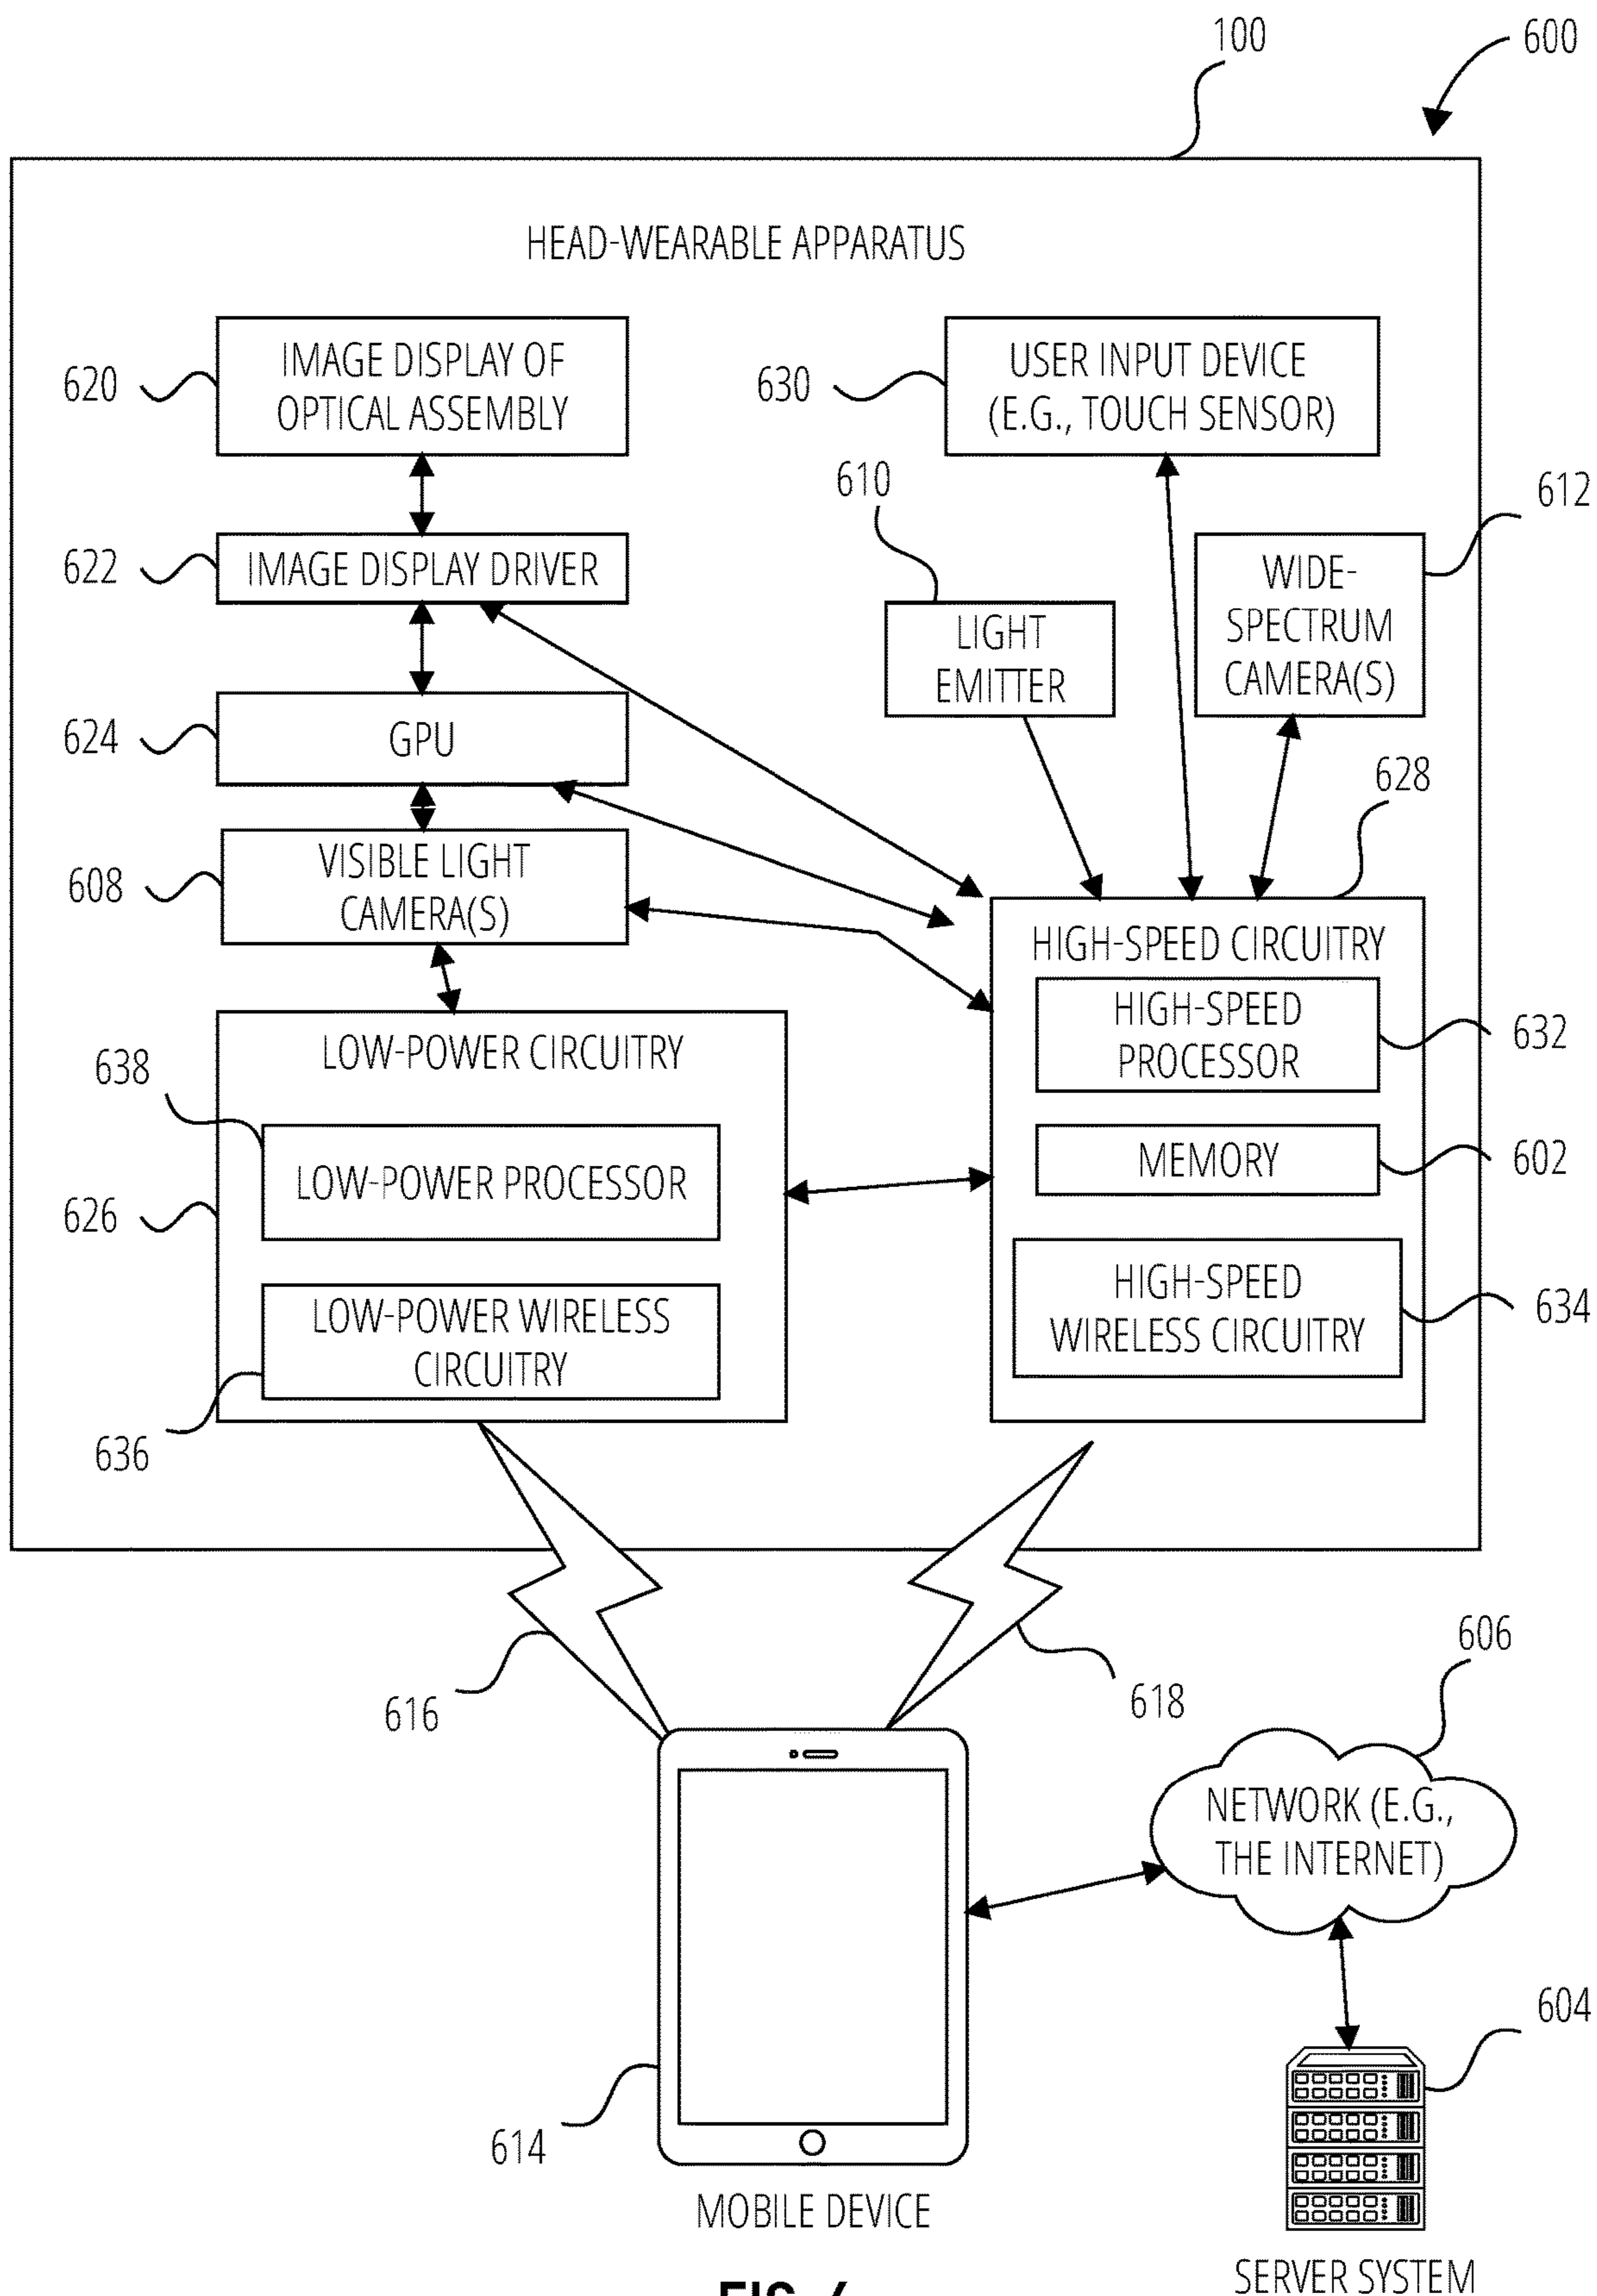 100
600
HEAD-WEARABLE APPARATUS
620
IMAGE DISPLAY OF
OPTICAL ASSEMBLY
630
USER INPUT DEVICE
(E.G., TOUCH SENSOR)
610
612
622
IMAGE DISPLAY DRIVER
WIDE-
SPECTRUM
CAMERA(S)
LIGHT
EMITTER
624
GPU
628
608
VISIBLE LIGHT
CAMERA(S)
HIGH-SPEED CIRCUITRY
HIGH-SPEED
PROCESSOR
632
638
LOW-POWER CIRCUITRY
LOW-POWER PROCESSOR
MEMORY
602
626
HIGH-SPEED
WIRELESS CIRCUITRY
634
LOW-POWER WIRELESS
CIRCUITRY
636
616
618
606
NETWORK (E.G.,
THE INTERNET)
604
614
MOBILE DEVICE
SERVER SYSTEM